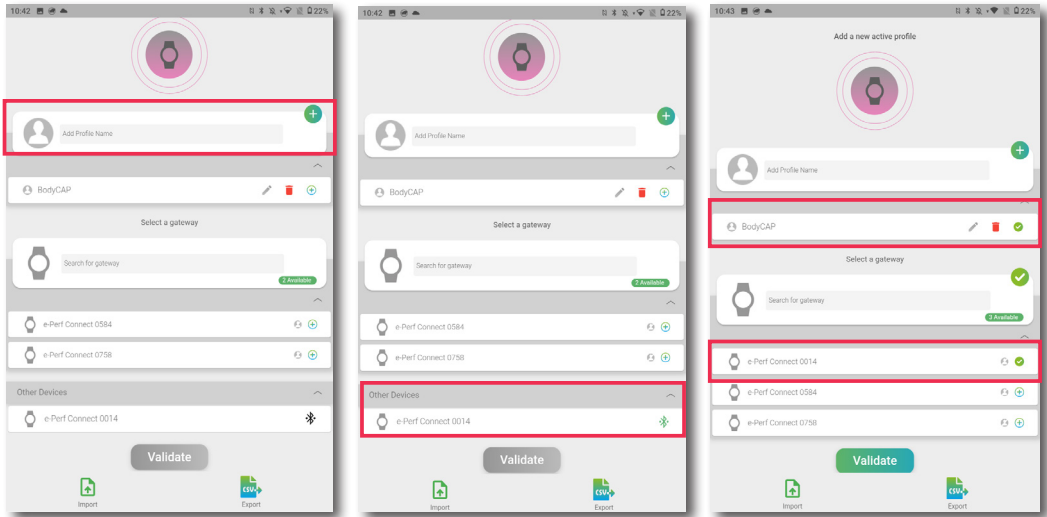 10:42
22%
Add Profile Name
BodyCAP
Select a gateway
Search for gateway
2 Available
e-Perf Connect 0584
e-Perf Connect 0758
Other Devices
e-Perf Connect 0014
Validate
Import
CSV
Export
10:42
22%
Add Profile Name
BodyCAP
Select a gateway
Search for gateway
2 Available
e-Perf Connect 0584
e-Perf Connect 0758
Other Devices
e-Perf Connect 0014
Validate
Import
CSV
Export
10:43
22%
Add a new active profile
Add Profile Name
BodyCAP
Select a gateway
Search for gateway
3 Available
e-Perf Connect 0014
e-Perf Connect 0584
e-Perf Connect 0758
Validate
Import
CSV
Export